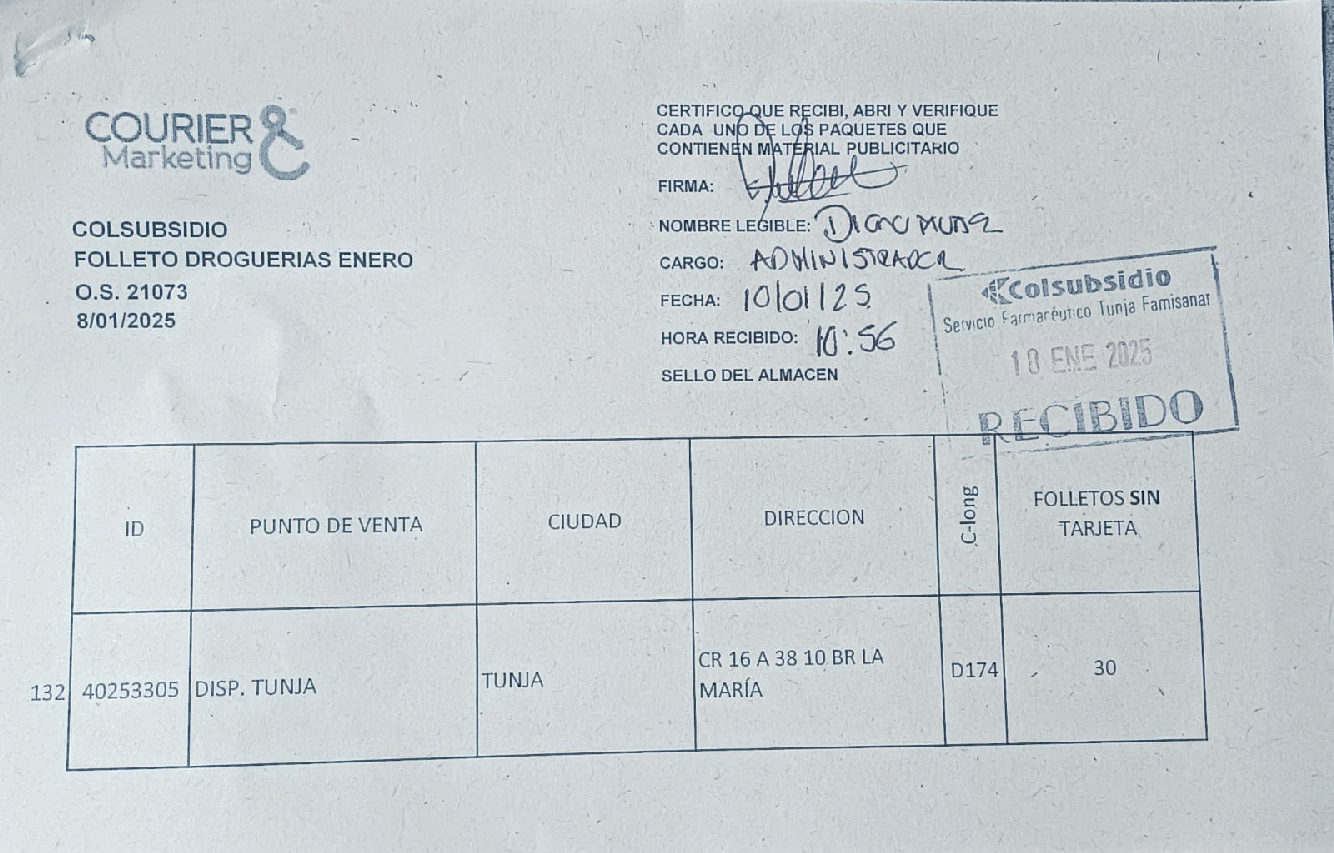 COURIER &
Marketing
COLSUBSIDIO
FOLLETO DROGUERIAS ENERO
O.S. 21073
8/01/2025
CERTIFICO QUE RECIBI, ABRI Y VERIFIQUE
CADA UNO DE LOS PAQUETES QUE
CONTIENEN MATERIAL PUBLICITARIO
FIRMA:
NOMBRE LEGIBLE:
CARGO: ADMINISTRADOR
FECHA: 10/01/25
HORA RECIBIDO: 10:56
SELLO DEL ALMACEN
Colsubsidio
Servicio Farmacéutico Tunja Famisanar
10 ENE 2025
RECIBIDO
ID PUNTO DE VENTA CIUDAD DIRECCION C-long FOLLETOS SIN
TARJETA
132 40253305 DISP. TUNJA TUNJA CR 16 A 38 10 BR LA
MARÍA D174 30